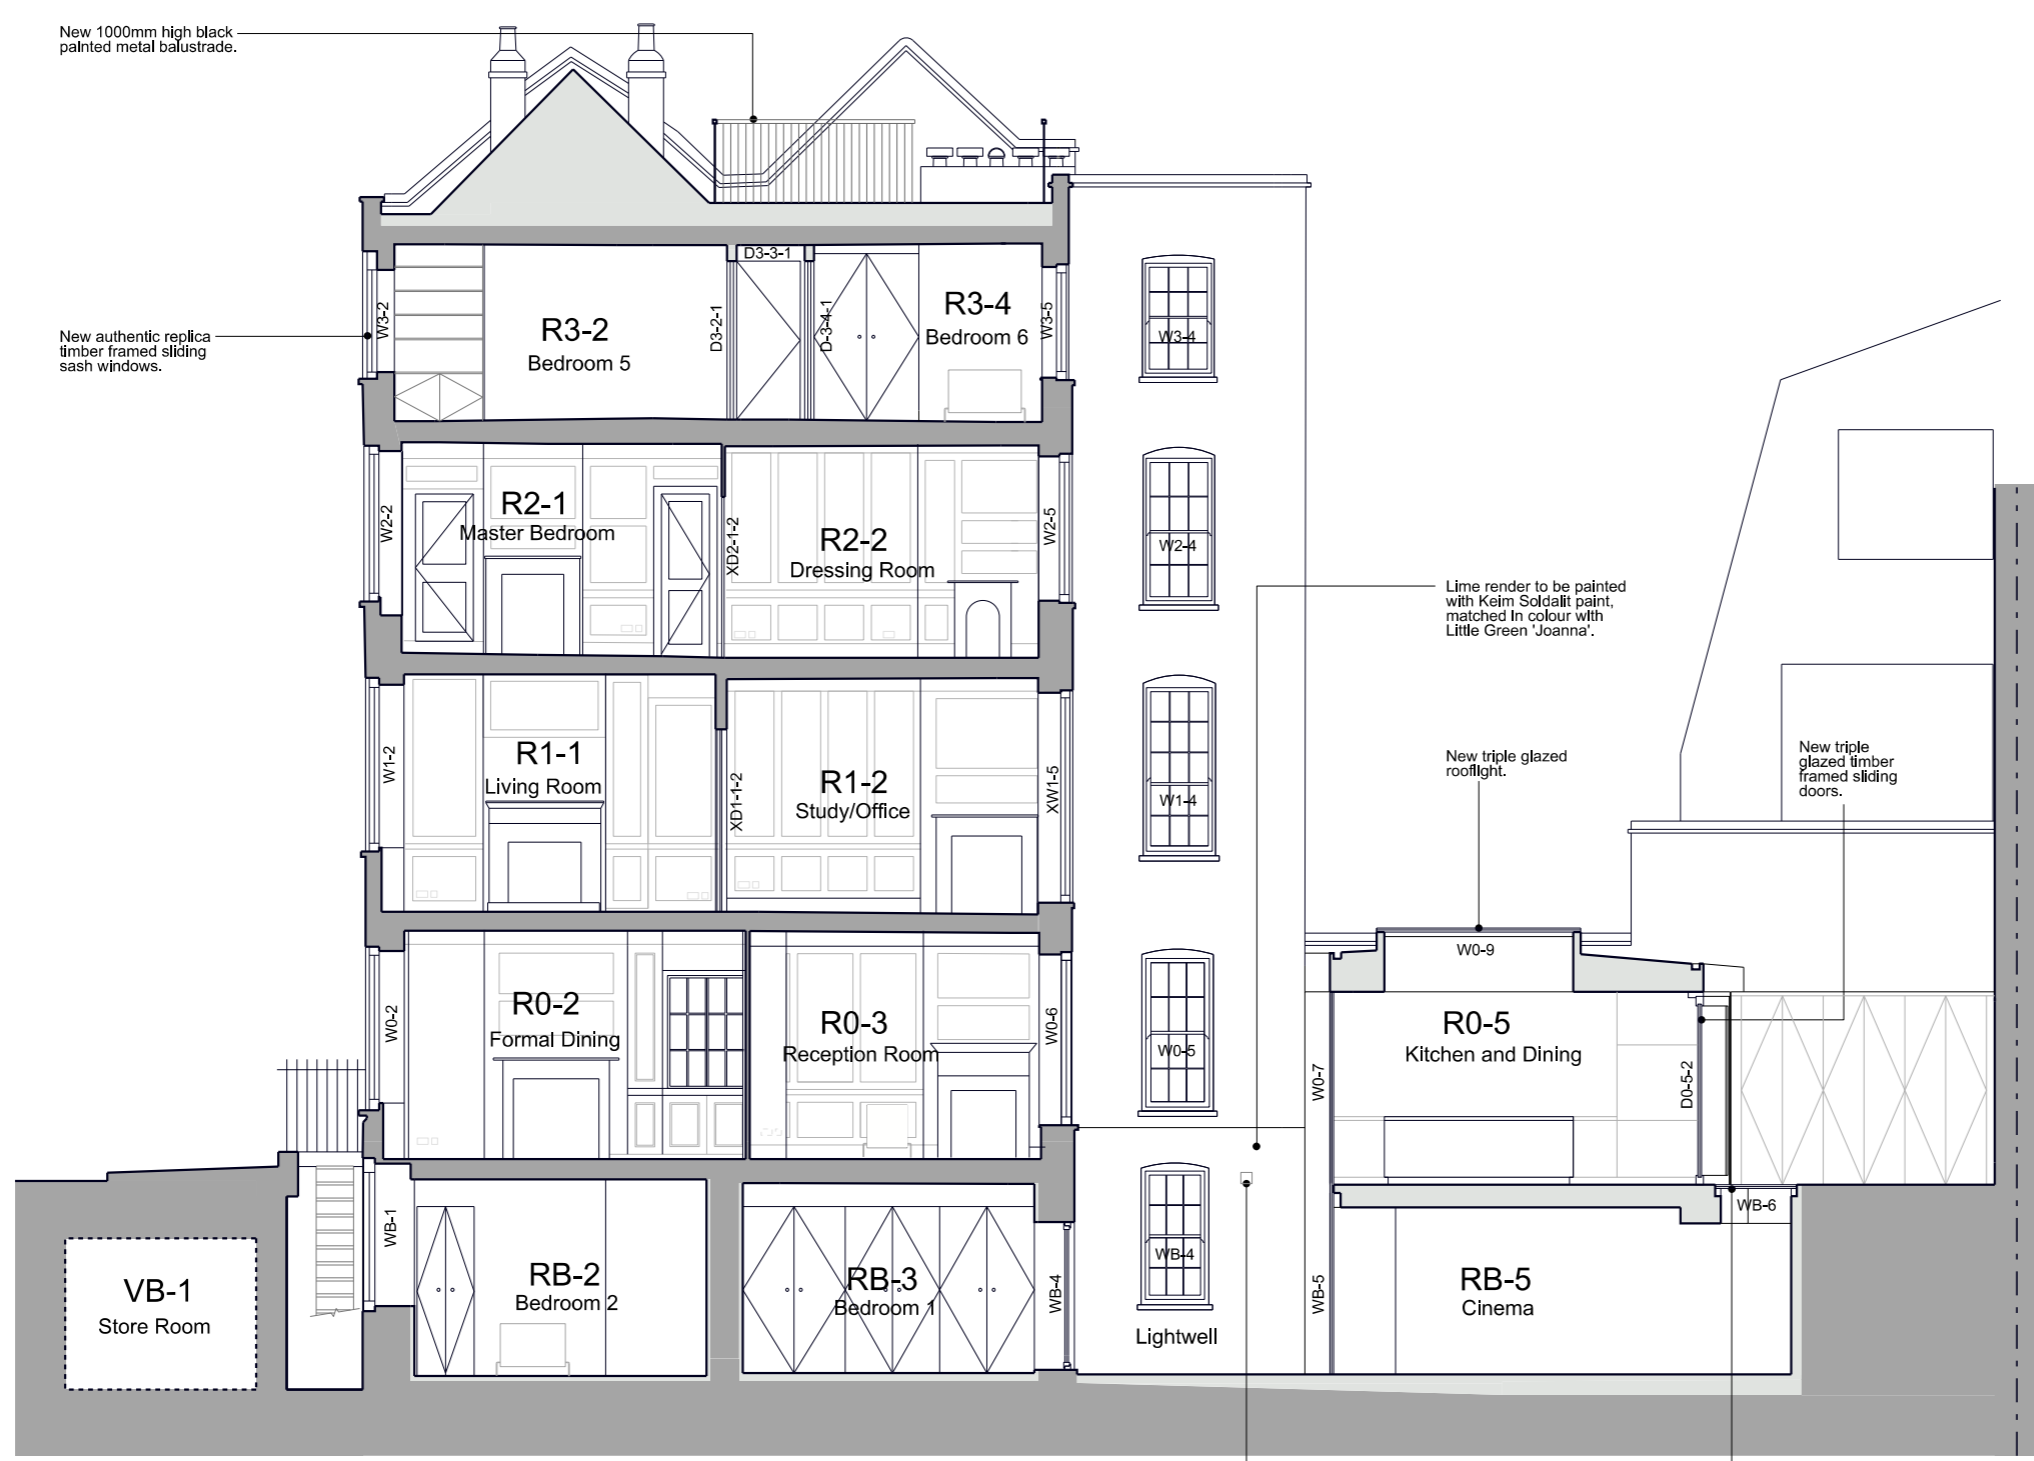 New 1000mm high black
painted metal balustrade.
D3-3-1
W3-2
R3-2
Bedroom 5
D3-2-1
D-3-4-1
R3-4
Bedroom 6
W3-5
W3-4
New authentic replica
timber framed sliding
sash windows.
W2-2
R2-1
Master Bedroom
XD2-1-2
R2-2
Dressing Room
W2-5
W2-4
Lime render to be painted
with Keim Soldalit paint,
matched in colour with
Little Green 'Joanna'.
W1-2
R1-1
Living Room
XD1-1-2
R1-2
Study/Office
XW1-5
W1-4
New triple glazed
rooflight.
New triple
glazed timber
framed sliding
doors.
W0-9
W0-2
R0-2
Formal Dining
R0-3
Reception Room
W0-6
W0-5
W0-7
R0-5
Kitchen and Dining
D0-5-2
VB-1
Store Room
WB-1
RB-2
Bedroom 2
RB-3
Bedroom 1
WB-4
WB-4
Lightwell
WB-5
RB-5
Cinema
WB-6